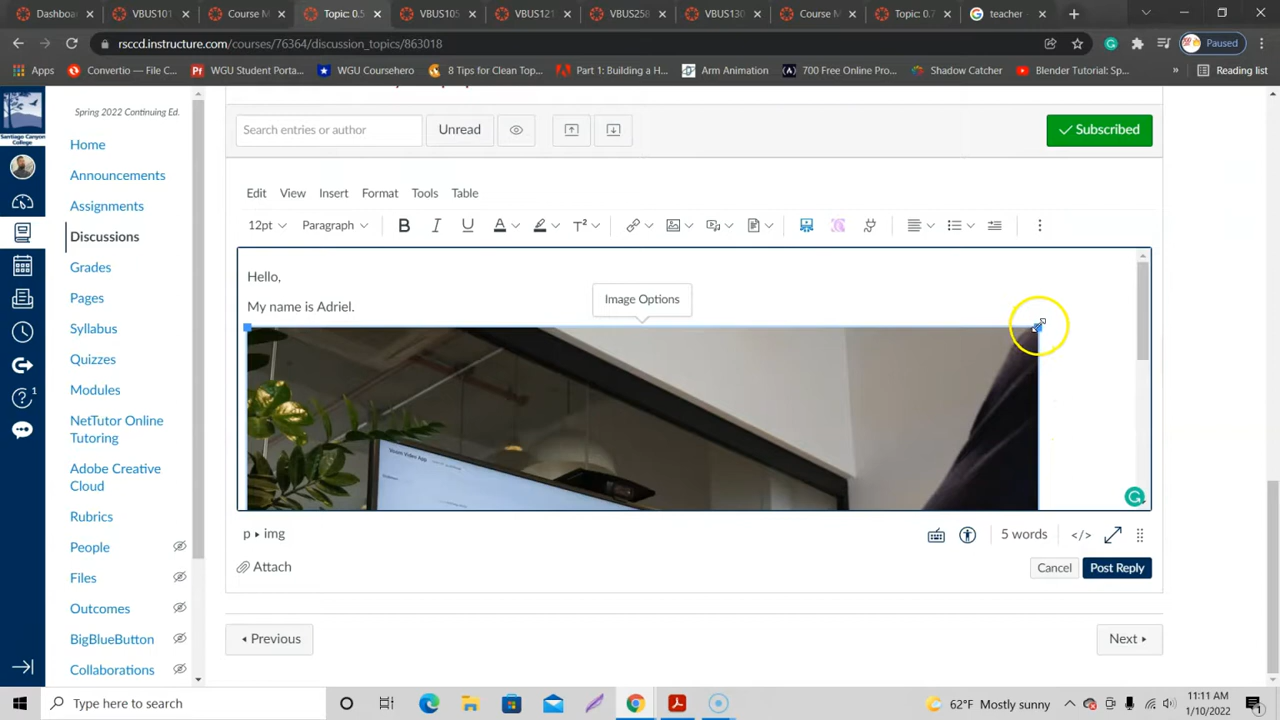 Dashboa
VBUS101
Course M
Topic: 0.5
VBUS105
VBUS121
VBUS258
VBUS130
Course M
Topic: 0.7
teacher
rsccd.instructure.com/courses/76364/discussion_topics/863018
Paused
Apps
Convertio — File C...
WGU Student Porta...
WGU Coursehero
8 Tips for Clean Top...
Part 1: Building a H...
Arm Animation
700 Free Online Pro...
Shadow Catcher
Blender Tutorial: Sp...
Reading list
Santiago Canyon
College
Spring 2022 Continuing Ed.
Home
Announcements
Assignments
Discussions
Grades
Pages
Syllabus
Quizzes
Modules
NetTutor Online
Tutoring
Adobe Creative
Cloud
Rubrics
People
Files
Outcomes
BigBlueButton
Collaborations
1
Search entries or author
Unread
Subscribed
Edit View Insert Format Tools Table
12pt Paragraph B I U A T²
Hello,
My name is Adriel.
Image Options
p ▸ img
5 words
</>
Attach
Cancel
Post Reply
Previous
Next
Type here to search
62°F Mostly sunny
11:11 AM
1/10/2022